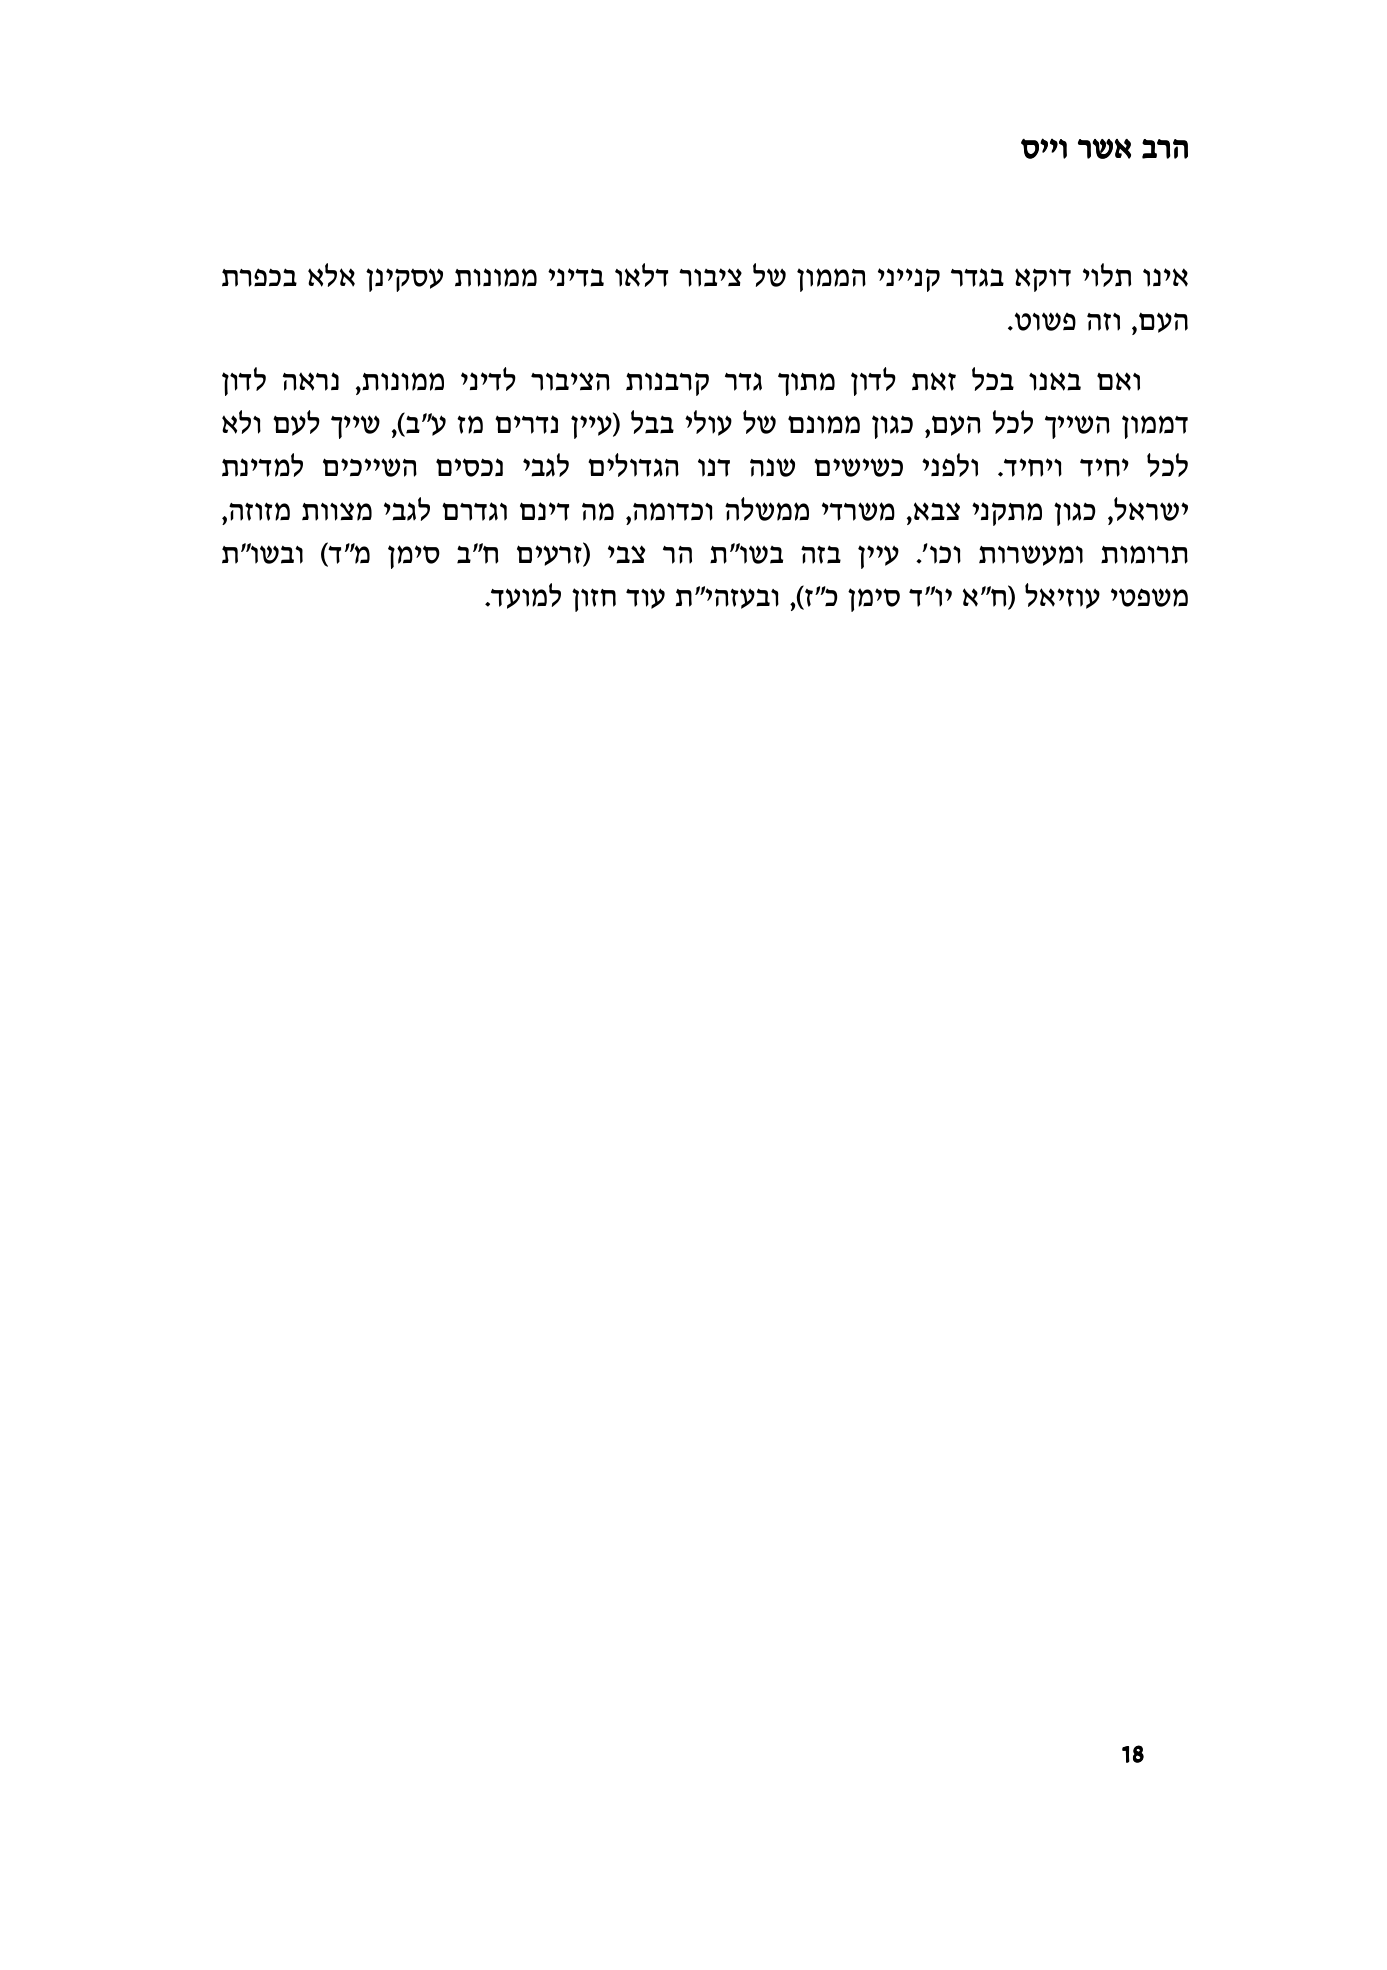 הרב אשר וייס
אינו תלוי דוקא בגדר קנייני הממון של ציבור דלאו בדיני ממונות עסקינן אלא בכפרת
העם, וזה פשוט.
ואם באנו בכל זאת לדון מתוך גדר קרבנות הציבור לדיני ממונות, נראה לדון
דממון השייך לכל העם, כגון ממונם של עולי בבל (עיין נדרים מז ע"ב), שייך לעם ולא
לכל יחיד ויחיד. ולפני כשישים שנה דנו הגדולים לגבי נכסים השייכים למדינת
ישראל, כגון מתקני צבא, משרדי ממשלה וכדומה, מה דינם וגדרם לגבי מצוות מזוזה,
תרומות ומעשרות וכו'. עיין בזה בשו"ת הר צבי (זרעים ח"ב סימן מ"ד) ובשו"ת
משפטי עוזיאל (ח"א יו"ד סימן כ"ז), ובעזהי"ת עוד חזון למועד.
18